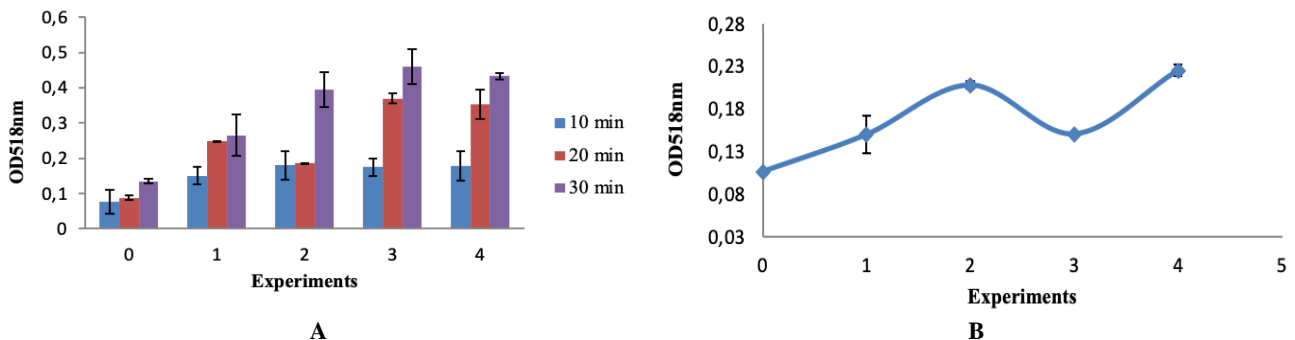 OD518nm
0,6
0,5
0,4
0,3
0,2
0,1
0
0 1 2 3 4
Experiments
10 min
20 min
30 min
A
OD518nm
0,28
0,23
0,18
0,13
0,08
0,03
0 1 2 3 4 5
Experiments
B